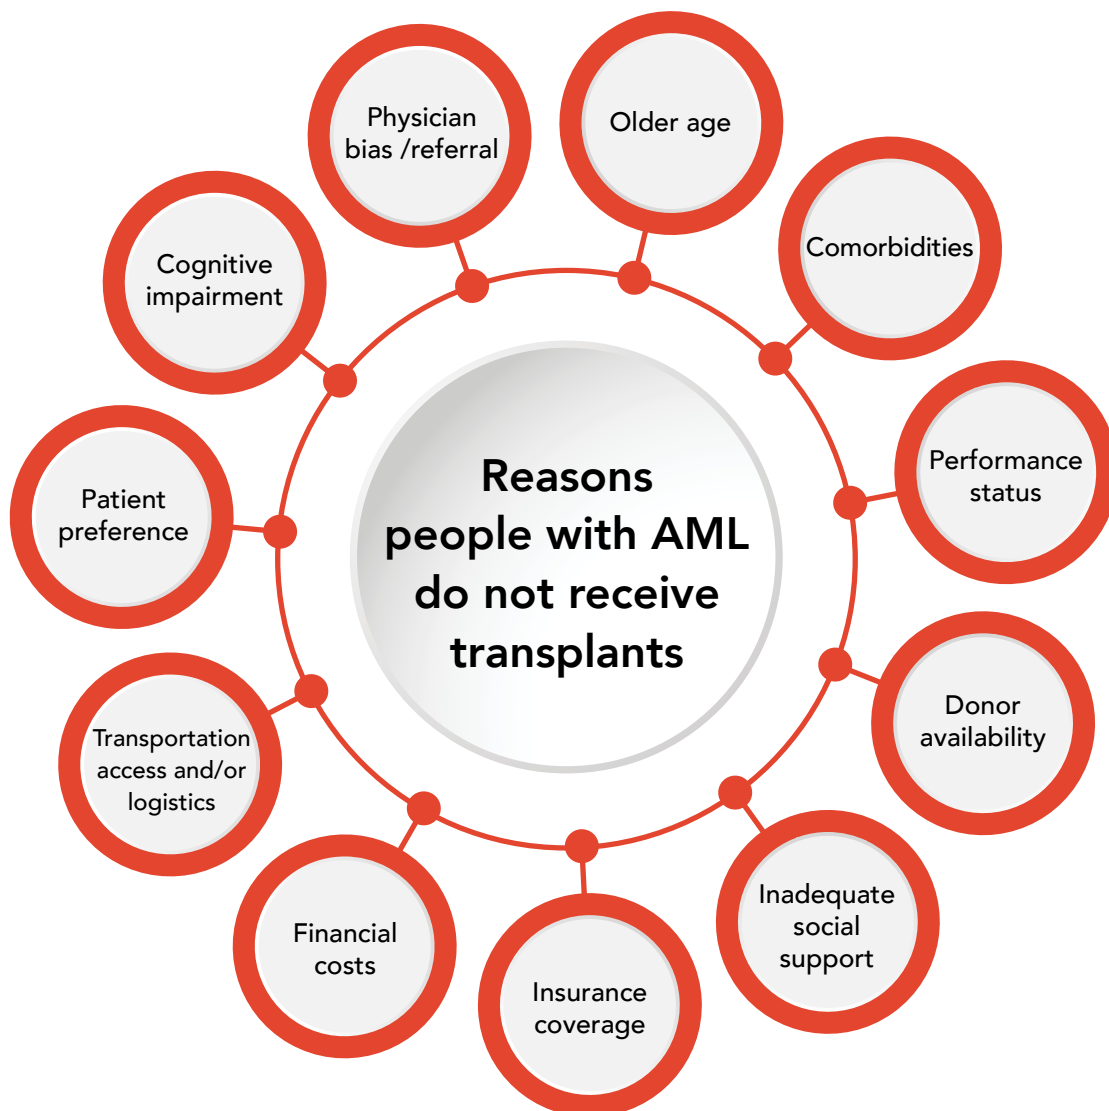 Reasons
people with AML
do not receive
transplants
Older age
Comorbidities
Performance
status
Donor
availability
Inadequate
social
support
Insurance
coverage
Financial
costs
Transportation
access and/or
logistics
Patient
preference
Cognitive
impairment
Physician
bias /referral